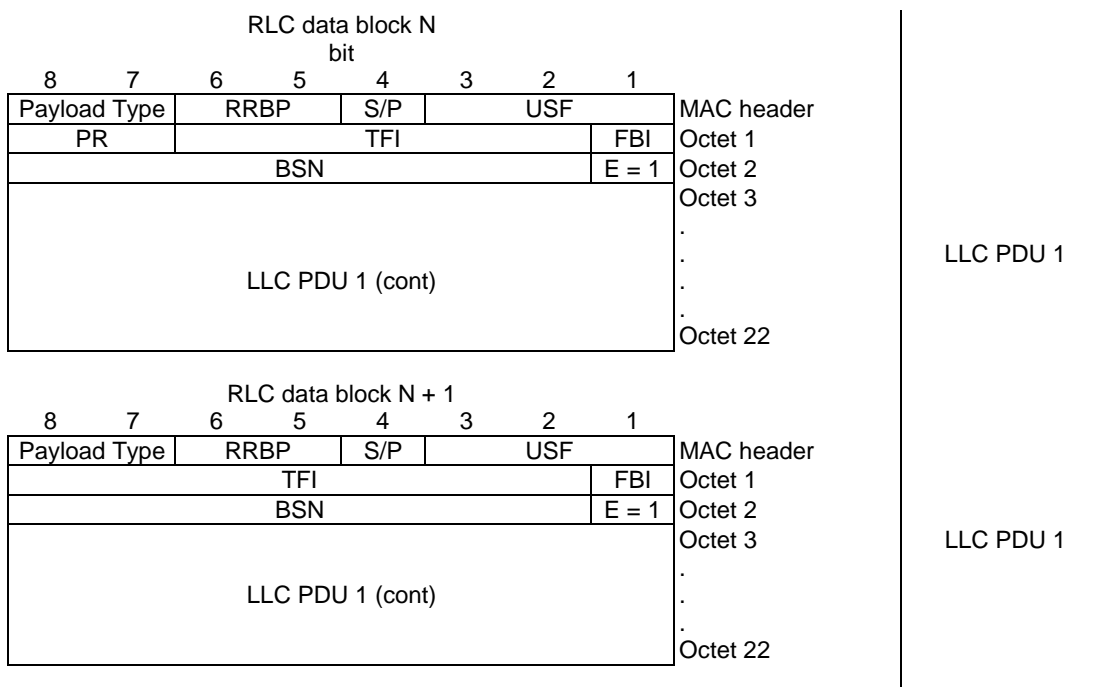 RLC data block N
bit
8 7 6 5 4 3 2 1
Payload Type RRBP S/P USF MAC header
PR TFI FBI Octet 1
BSN E = 1 Octet 2
Octet 3
.
.
LLC PDU 1
LLC PDU 1 (cont)
.
.
Octet 22
RLC data block N + 1
8 7 6 5 4 3 2 1
Payload Type RRBP S/P USF MAC header
TFI FBI Octet 1
BSN E = 1 Octet 2
Octet 3 LLC PDU 1
.
LLC PDU 1 (cont) .
.
Octet 22